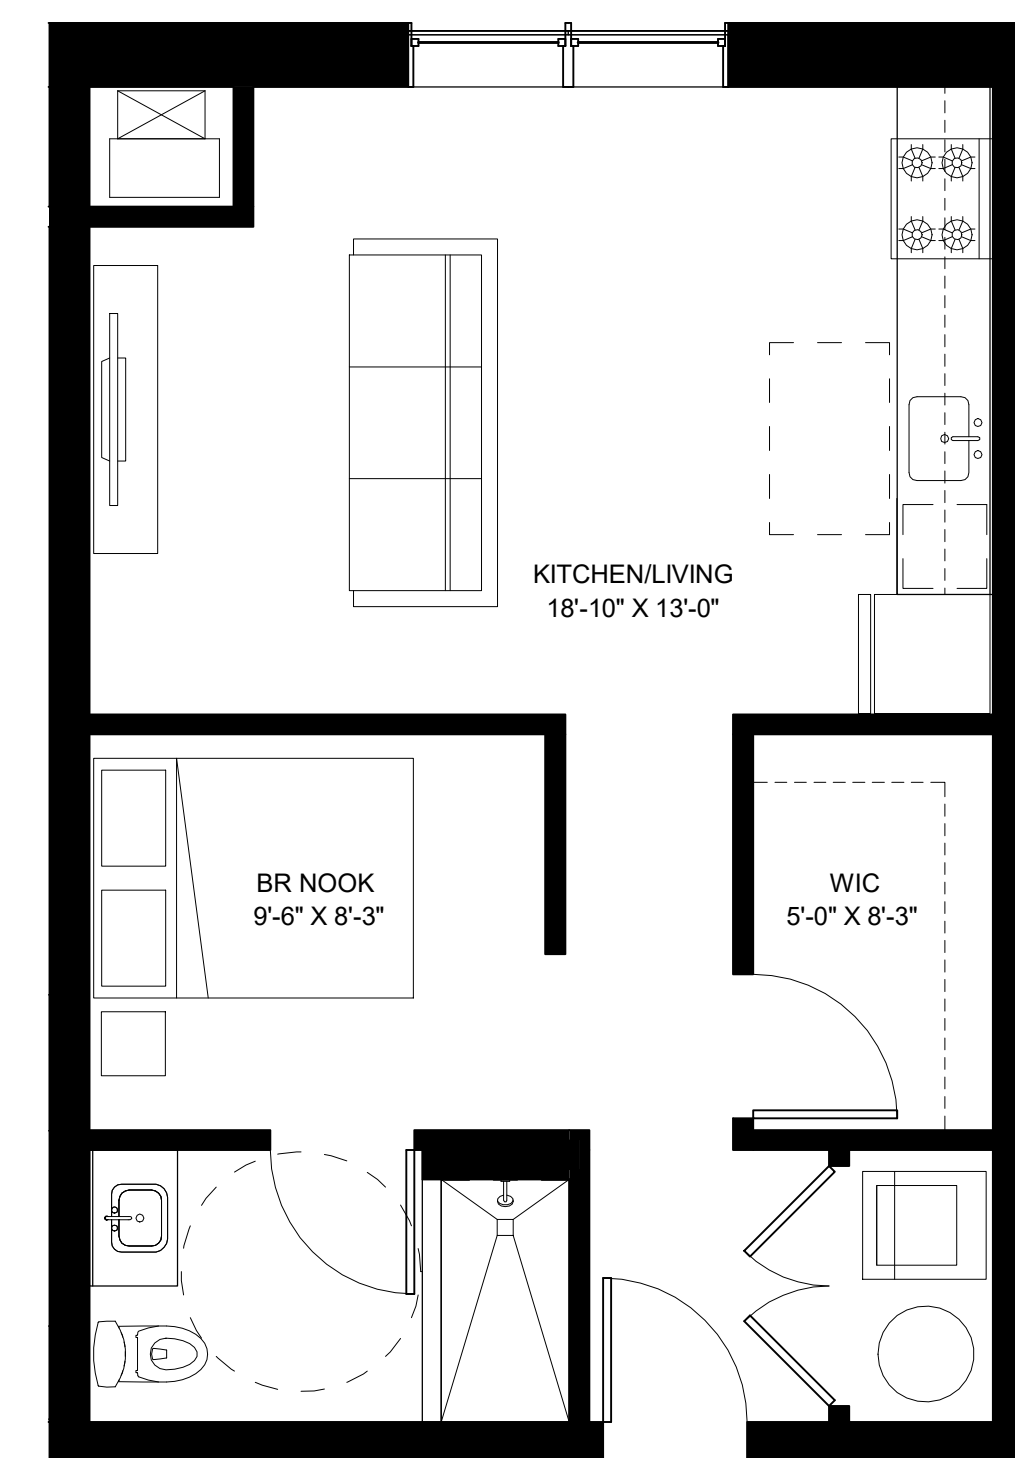 KITCHEN/LIVING
18'-10" X 13'-0"
BR NOOK
9'-6" X 8'-3"
WIC
5'-0" X 8'-3"